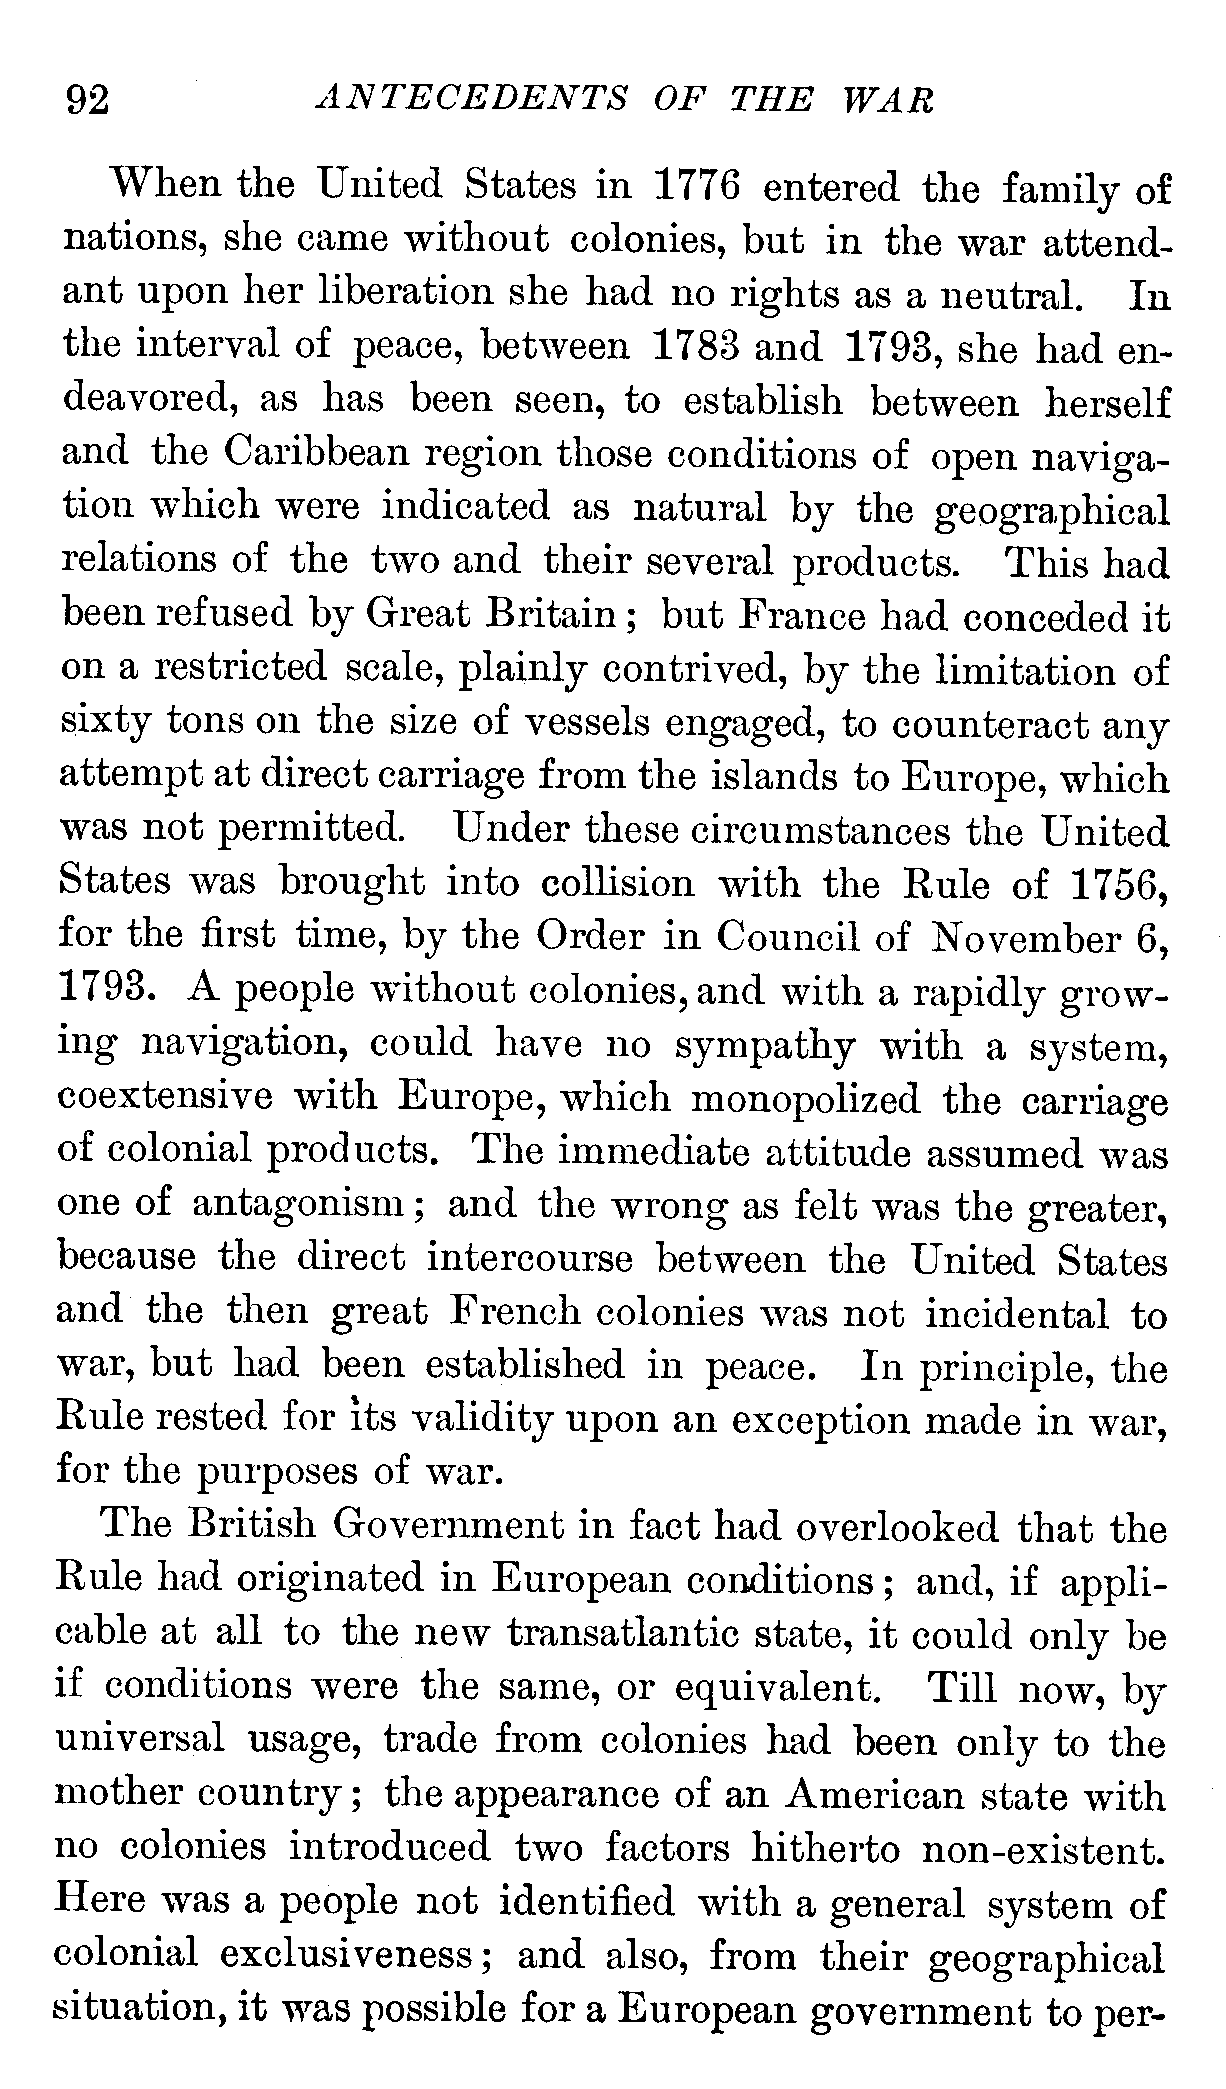 92 ANTECEDENTS OF THE WAR
When the United States in 1776 entered the family of
nations, she came without colonies, but in the war attend-
ant upon her liberation she had no rights as a neutral. In
the interval of peace, between 1783 and 1793, she had en-
deavored, as has been seen, to establish between herself
and the Caribbean region those conditions of open naviga-
tion which were indicated as natural by the geographical
relations of the two and their several products. This had
been refused by Great Britain; but France had conceded it
on a restricted scale, plainly contrived, by the limitation of
sixty tons on the size of vessels engaged, to counteract any
attempt at direct carriage from the islands to Europe, which
was not permitted. Under these circumstances the United
States was brought into collision with the Rule of 1756,
for the first time, by the Order in Council of November 6,
1793. A people without colonies, and with a rapidly grow-
ing navigation, could have no sympathy with a system,
coextensive with Europe, which monopolized the carriage
of colonial products. The immediate attitude assumed was
one of antagonism; and the wrong as felt was the greater,
because the direct intercourse between the United States
and the then great French colonies was not incidental to
war, but had been established in peace. In principle, the
Rule rested for its validity upon an exception made in war,
for the purposes of war.
The British Government in fact had overlooked that the
Rule had originated in European conditions; and, if appli-
cable at all to the new transatlantic state, it could only be
if conditions were the same, or equivalent. Till now, by
universal usage, trade from colonies had been only to the
mother country; the appearance of an American state with
no colonies introduced two factors hitherto non-existent.
Here was a people not identified with a general system of
colonial exclusiveness; and also, from their geographical
situation, it was possible for a European government to per-